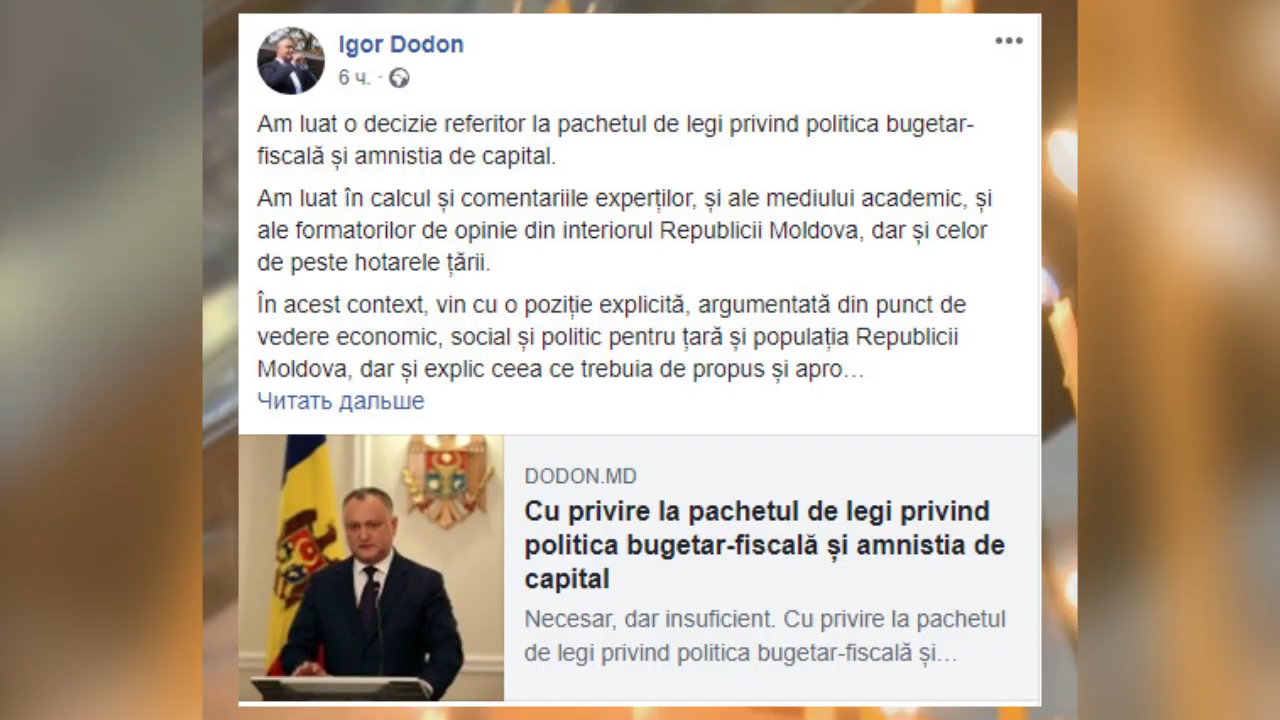 Igor Dodon
6 ч. ·
Am luat o decizie referitor la pachetul de legi privind politica bugetar-
fiscală și amnistia de capital.
Am luat în calcul și comentariile experților, și ale mediului academic, și
ale formatorilor de opinie din interiorul Republicii Moldova, dar și celor
de peste hotarele țării.
În acest context, vin cu o poziție explicită, argumentată din punct de
vedere economic, social și politic pentru țară și populația Republicii
Moldova, dar și explic ceea ce trebuia de propus și apro…
Читать дальше
DODON.MD
Cu privire la pachetul de legi privind
politica bugetar-fiscală și amnistia de
capital
Necesar, dar insuficient. Cu privire la pachetul
de legi privind politica bugetar-fiscală și…